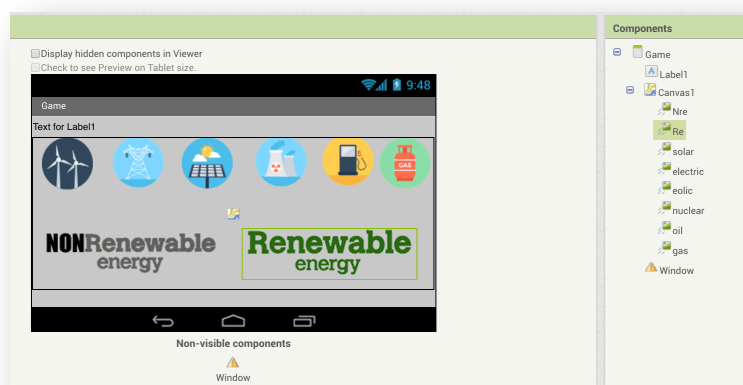 Components
Display hidden components in Viewer
Check to see Preview on Tablet size.
9:48
Game
Text for Label1
GAS
NONRenewable
energy
Renewable
energy
Non-visible components
Window
Game
Label1
Canvas1
Nre
Re
solar
electric
eolic
nuclear
oil
gas
Window